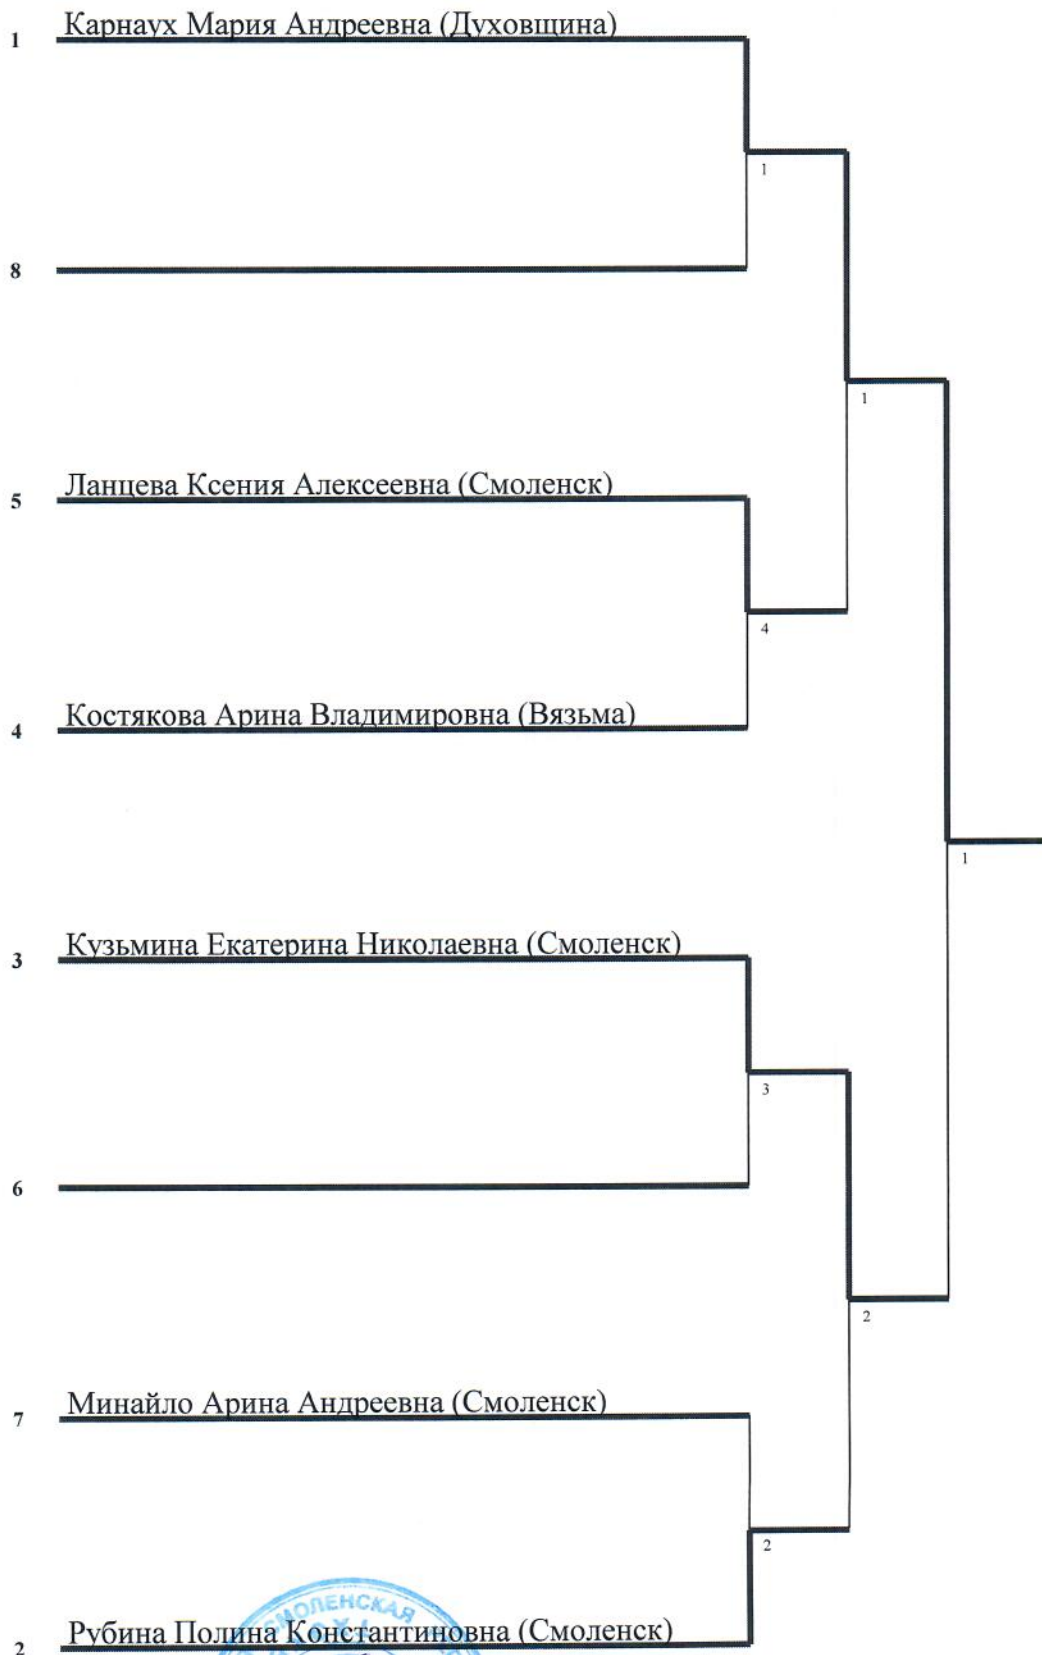 1 Карнаух Мария Андреевна (Духовщина)
1
8
1
5 Ланцева Ксения Алексеевна (Смоленск)
4
4 Костякова Арина Владимировна (Вязьма)
1
3 Кузьмина Екатерина Николаевна (Смоленск)
3
6
2
7 Минайло Арина Андреевна (Смоленск)
2
СМОЛЕНСКАЯ
2 Рубина Полина Константиновна (Смоленск)